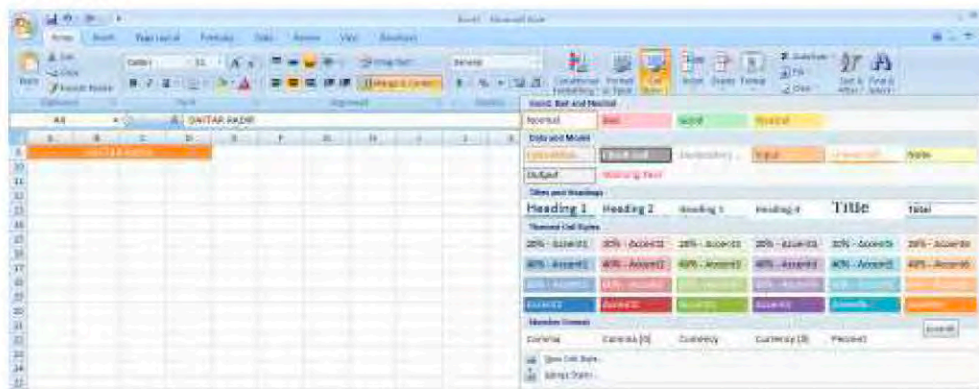 Home Insert Page Layout Formulas Data Review View Developer
Cut
Copy
Format Painter
Calibri 11
Wrap Text
General
Merge & Center
Conditional Formatting
Format as Table
Cell Styles
Insert Delete Format
AutoSum
Fill
Clear
Sort & Filter
Find & Select
Clipboard Font Alignment
DAFTAR HADIR
Good, Bad and Neutral
Normal Bad Good Neutral
Data and Model
Calculation Check Cell Explanatory ... Input Linked Cell Note
Output Warning Text
Titles and Headings
Heading 1 Heading 2 Heading 3 Heading 4 Title Total
Themed Cell Styles
20% - Accent1 20% - Accent2 20% - Accent3 20% - Accent4 20% - Accent5 20% - Accent6
40% - Accent1 40% - Accent2 40% - Accent3 40% - Accent4 40% - Accent5 40% - Accent6
60% - Accent1 60% - Accent2 60% - Accent3 60% - Accent4 60% - Accent5 60% - Accent6
Accent1 Accent2 Accent3 Accent4 Accent5 Accent6
Number Format
Comma Comma [0] Currency Currency [0] Percent
New Cell Style...
Merge Styles...